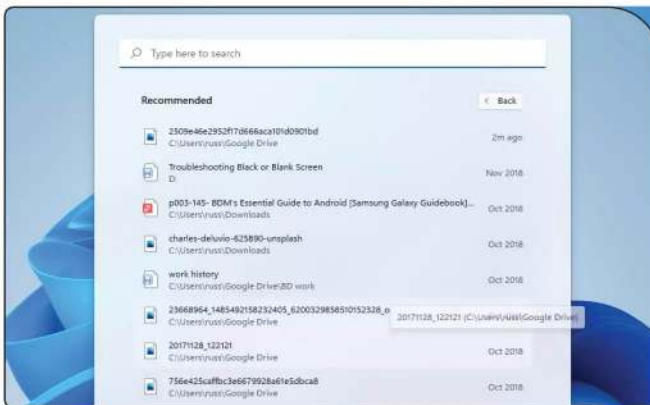 Type here to search
Recommended
< Back
2509e46e2952f17d666aca101d0901bd
C:\Users\russ\Google Drive
2m ago
Troubleshooting Black or Blank Screen
D:
Nov 2018
p003-145- BDM's Essential Guide to Android [Samsung Galaxy Guidebook]...
C:\Users\russ\Downloads
Oct 2018
charles-deluvio-625890-unsplash
C:\Users\russ\Downloads
Oct 2018
work history
C:\Users\russ\Google Drive\BD work
Oct 2018
23668964_1485492158232405_6200329858510152328_o
C:\Users\russ\Google Drive
20171128_122121 (C:\Users\russ\Google Drive)
20171128_122121
C:\Users\russ\Google Drive
Oct 2018
756e425caffbc3e6679928a61e5dbca8
C:\Users\russ\Google Drive
Oct 2018